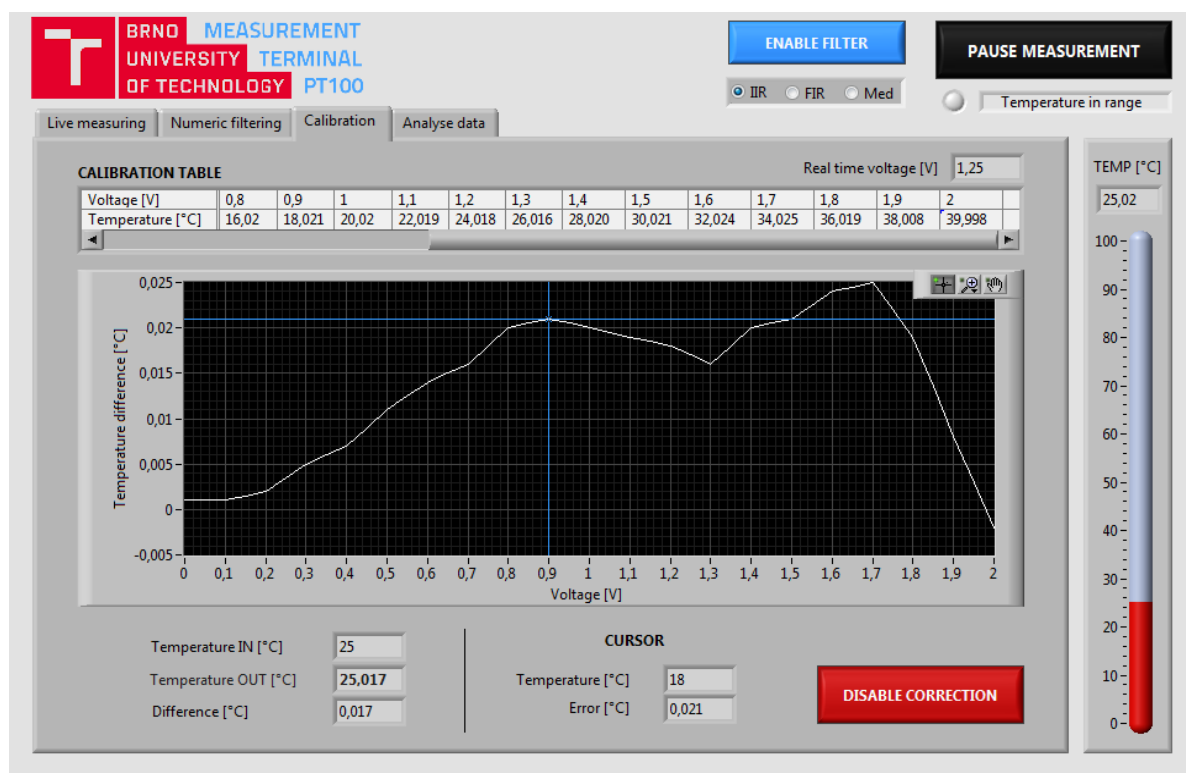 BRNO MEASUREMENT
UNIVERSITY TERMINAL
OF TECHNOLOGY PT100
ENABLE FILTER
PAUSE MEASUREMENT
IIR FIR Med
Temperature in range
Live measuring Numeric filtering Calibration Analyse data
CALIBRATION TABLE
Real time voltage [V] 1,25
Voltage [V] 0,8 0,9 1 1,1 1,2 1,3 1,4 1,5 1,6 1,7 1,8 1,9 2
Temperature [°C] 16,02 18,021 20,02 22,019 24,018 26,016 28,020 30,021 32,024 34,025 36,019 38,008 39,998
Temperature difference [°C]
0,025
0,02
0,015
0,01
0,005
0
-0,005
0 0,1 0,2 0,3 0,4 0,5 0,6 0,7 0,8 0,9 1 1,1 1,2 1,3 1,4 1,5 1,6 1,7 1,8 1,9 2
Voltage [V]
Temperature IN [°C] 25
Temperature OUT [°C] 25,017
Difference [°C] 0,017
CURSOR
Temperature [°C] 18
Error [°C] 0,021
DISABLE CORRECTION
TEMP [°C]
25,02
100
90
80
70
60
50
40
30
20
10
0